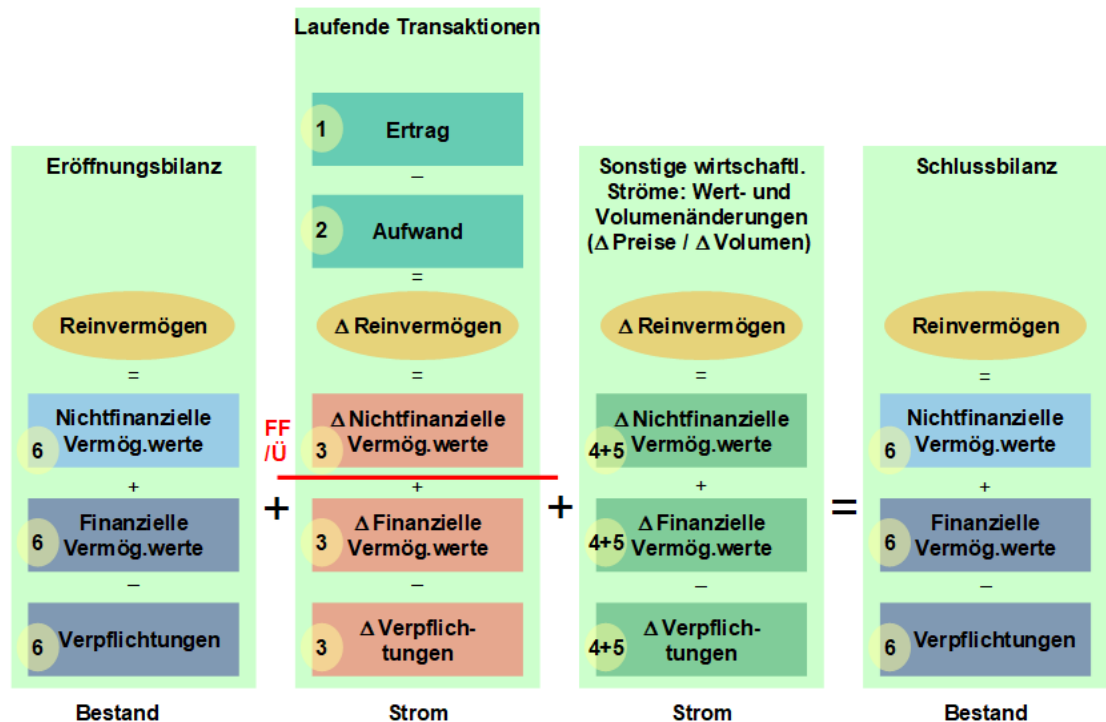 Eröffnungsbilanz
Reinvermögen
=
6
Nichtfinanzielle
Vermög.werte
+
6
Finanzielle
Vermög.werte
–
6
Verpflichtungen
Bestand
+
Laufende Transaktionen
1
Ertrag
–
2
Aufwand
=
Δ Reinvermögen
=
3
Δ Nichtfinanzielle
Vermög.werte
FF
/Ü
+
3
Δ Finanzielle
Vermög.werte
–
3
Δ Verpflich-
tungen
Strom
+
Sonstige wirtschaftl.
Ströme: Wert- und
Volumenänderungen
(Δ Preise / Δ Volumen)
Δ Reinvermögen
=
4+5
Δ Nichtfinanzielle
Vermög.werte
+
4+5
Δ Finanzielle
Vermög.werte
–
4+5
Δ Verpflich-
tungen
Strom
=
Schlussbilanz
Reinvermögen
=
6
Nichtfinanzielle
Vermög.werte
+
6
Finanzielle
Vermög.werte
–
6
Verpflichtungen
Bestand